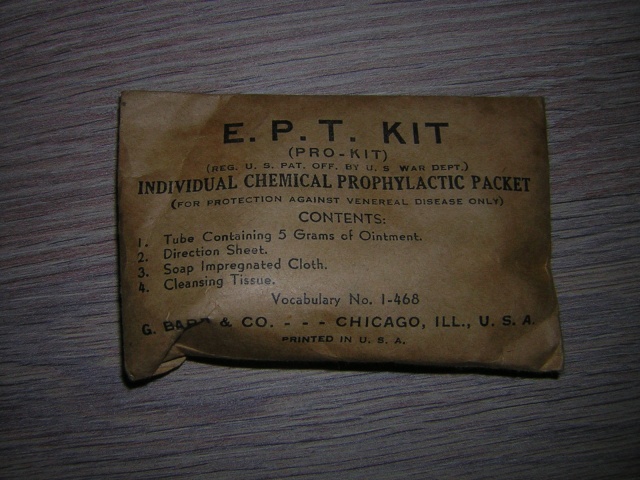 E. P. T. KIT
(PRO-KIT)
(REG. U. S. PAT. OFF. BY U. S WAR DEPT.)
INDIVIDUAL CHEMICAL PROPHYLACTIC PACKET
(FOR PROTECTION AGAINST VENEREAL DISEASE ONLY)
CONTENTS:
1. Tube Containing 5 Grams of Ointment.
2. Direction Sheet.
3. Soap Impregnated Cloth.
4. Cleansing Tissue.
Vocabulary No. 1-468
G. BARR & CO. - - - CHICAGO, ILL., U. S. A.
PRINTED IN U. S. A.